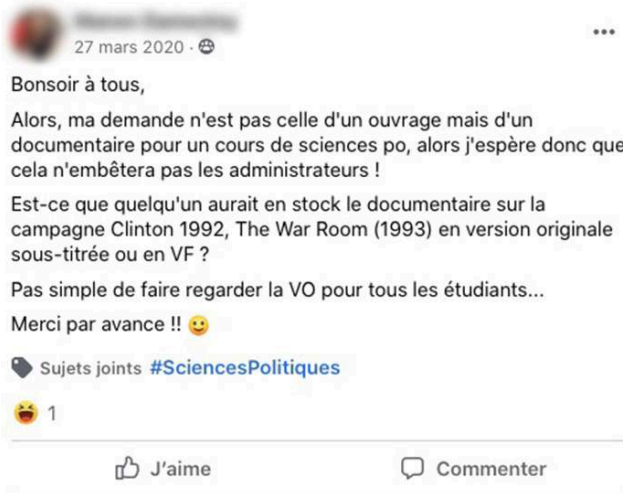 27 mars 2020 ·
Bonsoir à tous,
Alors, ma demande n'est pas celle d'un ouvrage mais d'un
documentaire pour un cours de sciences po, alors j'espère donc que
cela n'embêtera pas les administrateurs !
Est-ce que quelqu'un aurait en stock le documentaire sur la
campagne Clinton 1992, The War Room (1993) en version originale
sous-titrée ou en VF ?
Pas simple de faire regarder la VO pour tous les étudiants...
Merci par avance !! 🙂
Sujets joints #SciencesPolitiques
1
J'aime Commenter